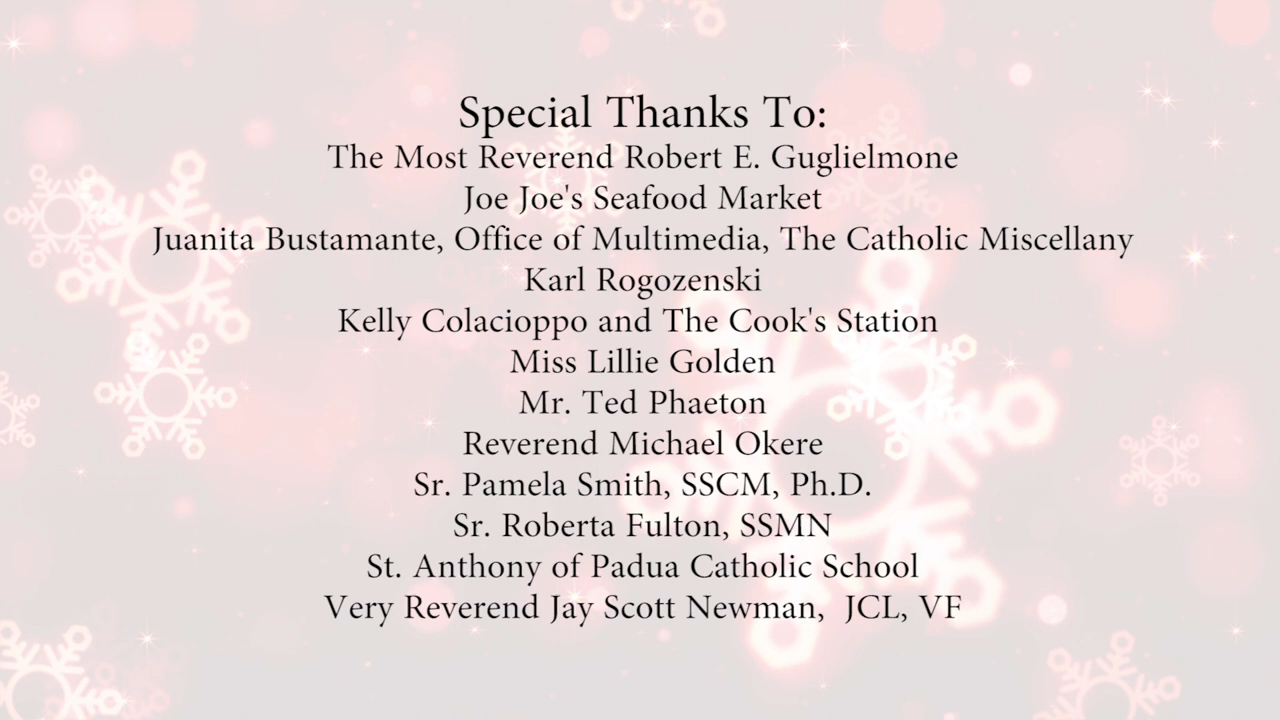 Special Thanks To:
The Most Reverend Robert E. Guglielmone
Joe Joe's Seafood Market
Juanita Bustamante, Office of Multimedia, The Catholic Miscellany
Karl Rogozenski
Kelly Colacioppo and The Cook's Station
Miss Lillie Golden
Mr. Ted Phaeton
Reverend Michael Okere
Sr. Pamela Smith, SSCM, Ph.D.
Sr. Roberta Fulton, SSMN
St. Anthony of Padua Catholic School
Very Reverend Jay Scott Newman,  JCL, VF